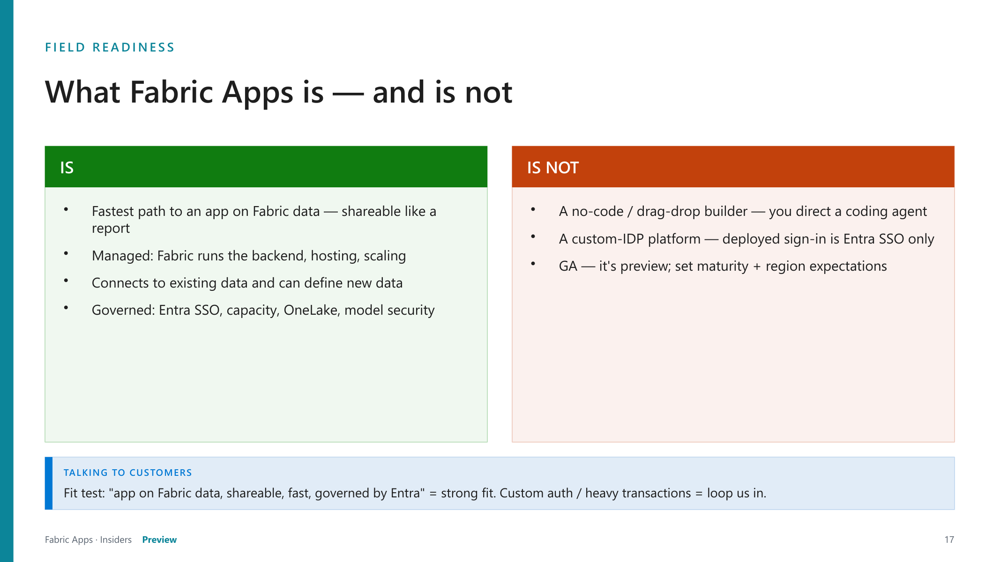 FIELD READINESS
What Fabric Apps is — and is not
IS
• Fastest path to an app on Fabric data — shareable like a
report
• Managed: Fabric runs the backend, hosting, scaling
• Connects to existing data and can define new data
• Governed: Entra SSO, capacity, OneLake, model security
IS NOT
• A no-code / drag-drop builder — you direct a coding agent
• A custom-IDP platform — deployed sign-in is Entra SSO only
• GA — it's preview; set maturity + region expectations
TALKING TO CUSTOMERS
Fit test: "app on Fabric data, shareable, fast, governed by Entra" = strong fit. Custom auth / heavy transactions = loop us in.
Fabric Apps · Insiders Preview
17